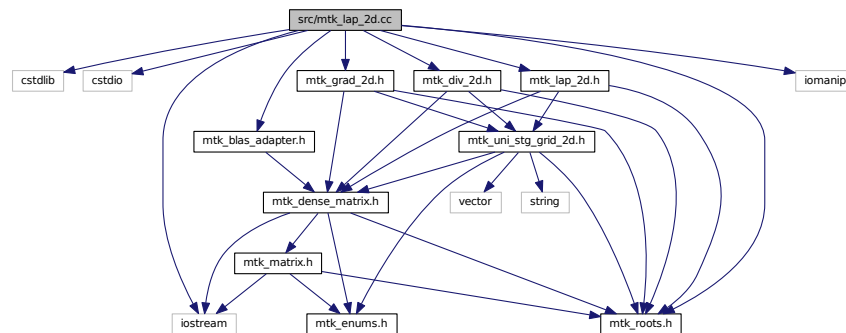 src/mtk_lap_2d.cc
cstdlib
cstdio
mtk_grad_2d.h
mtk_div_2d.h
mtk_lap_2d.h
iomanip
mtk_blas_adapter.h
mtk_uni_stg_grid_2d.h
mtk_dense_matrix.h
vector
string
mtk_matrix.h
iostream
mtk_enums.h
mtk_roots.h